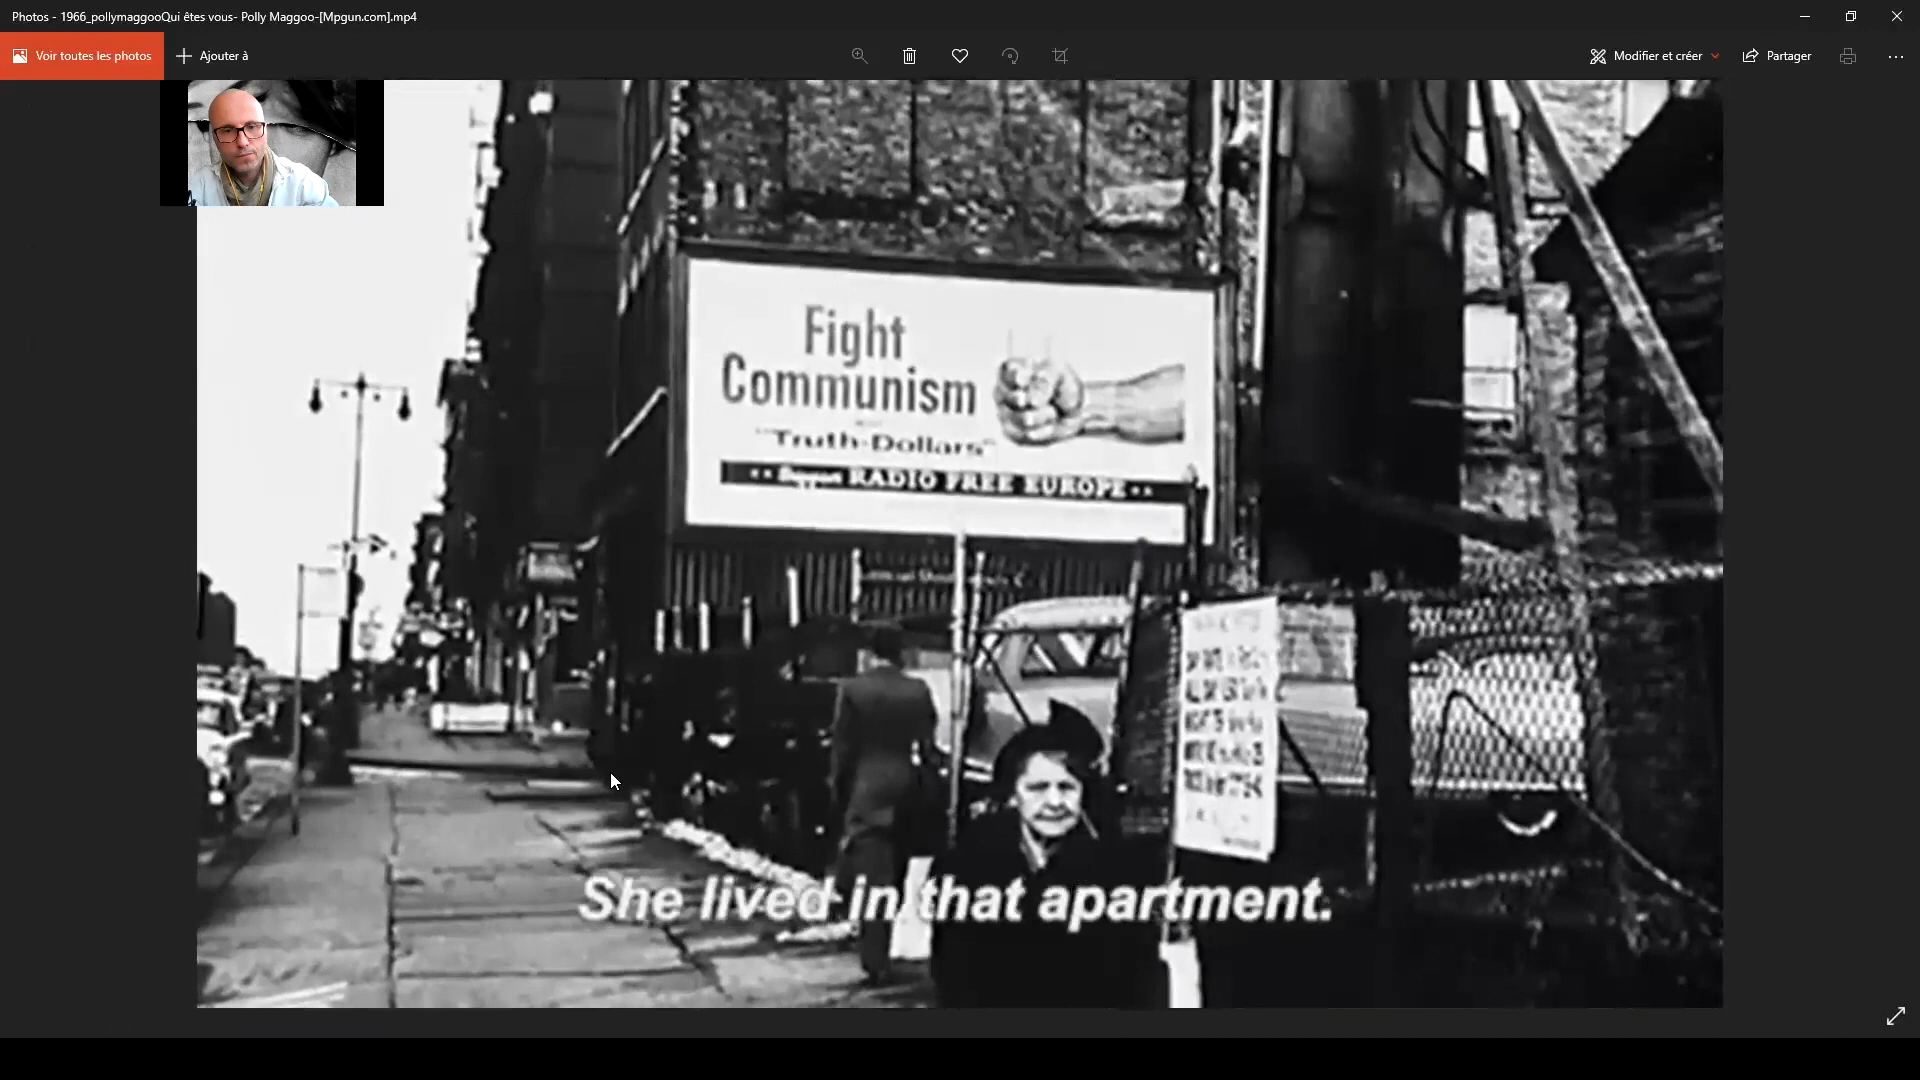 Photos - 1966_pollymaggooQui êtes vous- Polly Maggoo-[Mpgun.com].mp4
Voir toutes les photos
Ajouter à
Modifier et créer
Partager
Fight
Communism
"Truth-Dollars"
Support RADIO FREE EUROPE
She lived in that apartment.